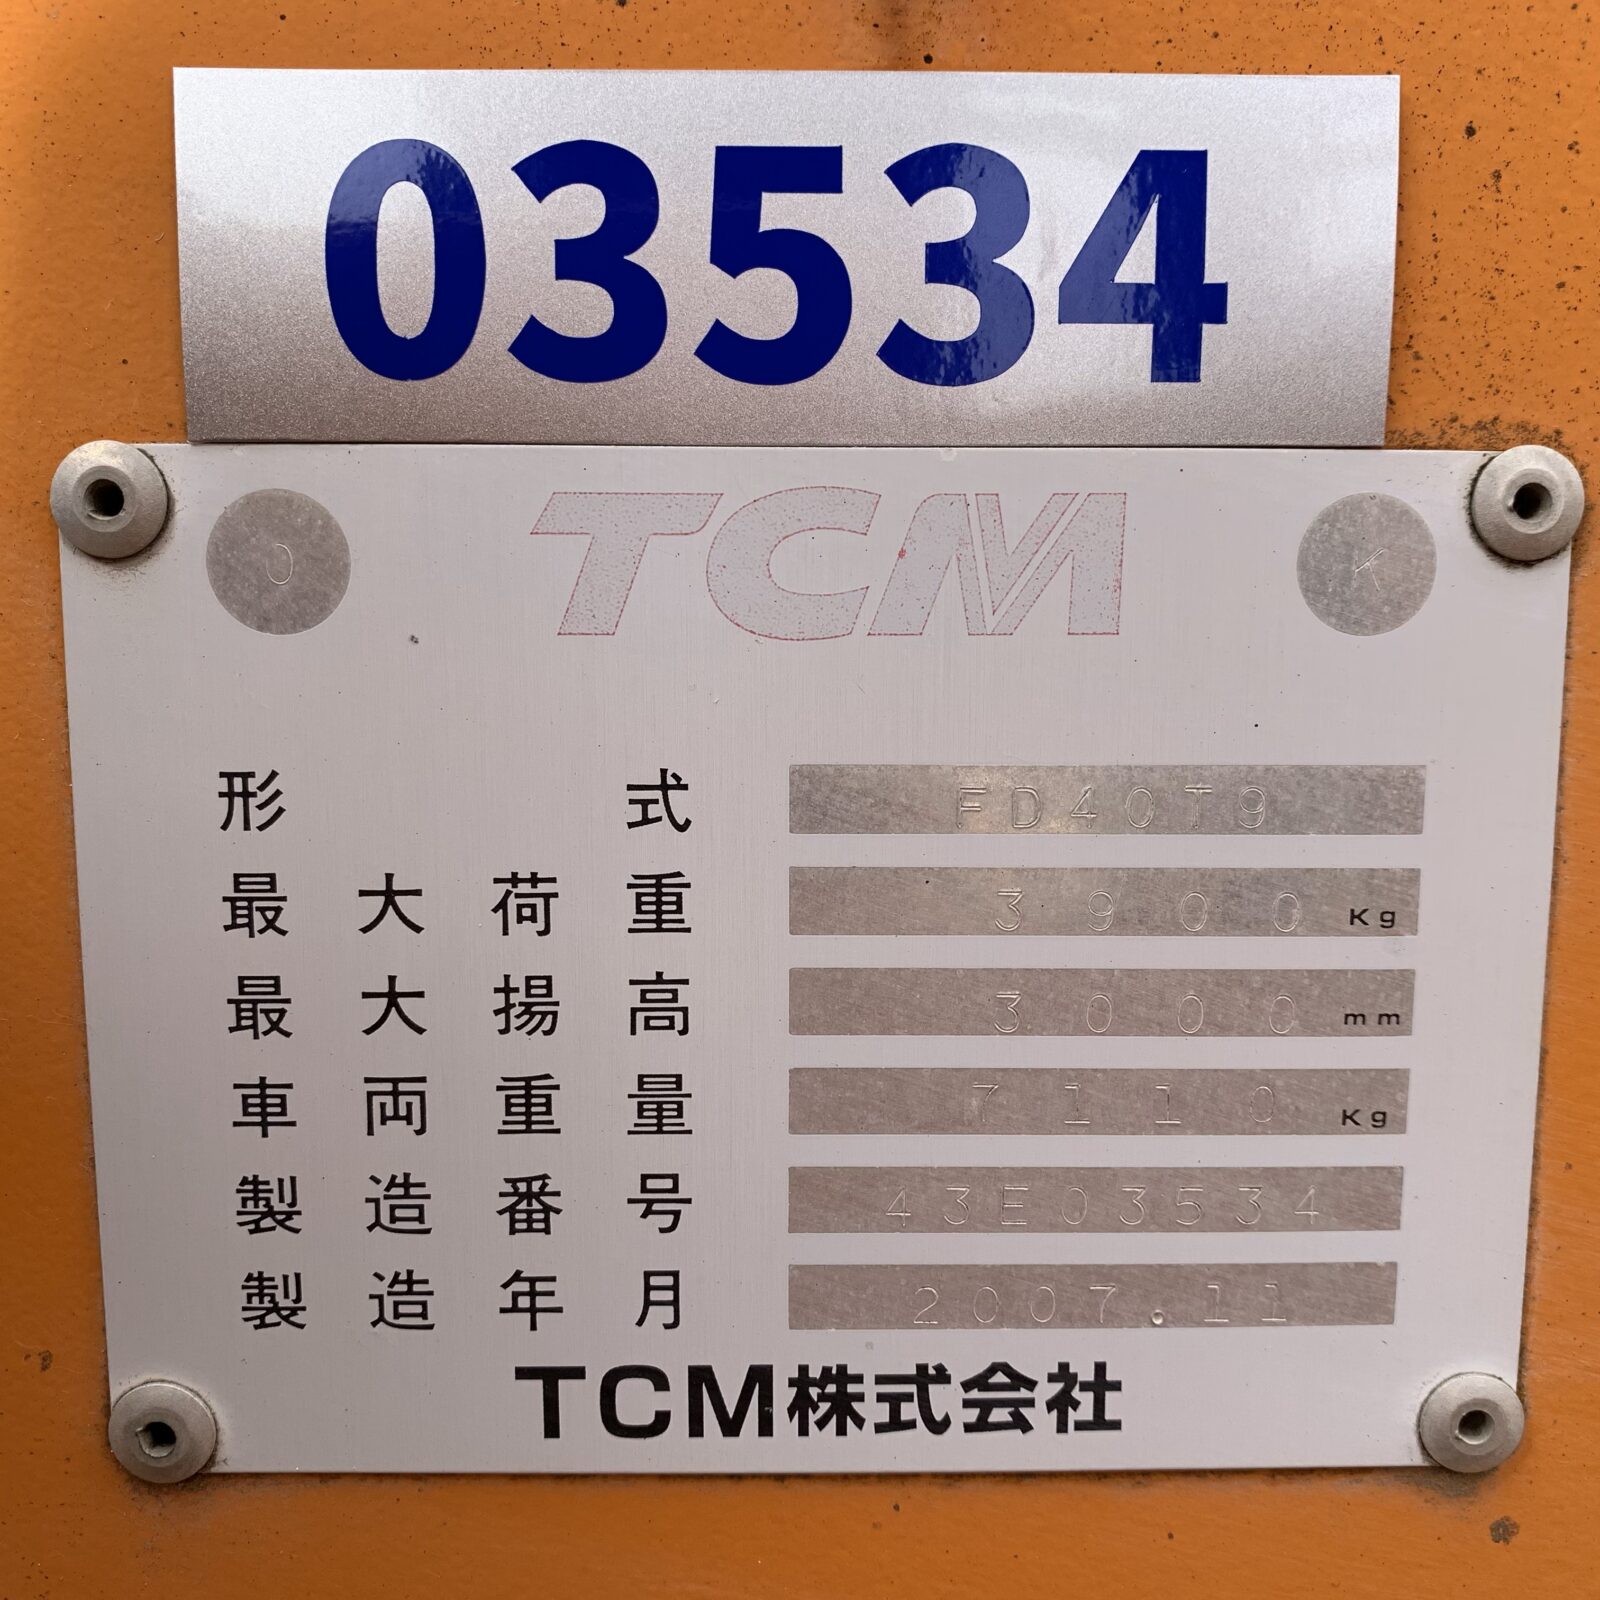 03534
O TCM K
形式 FD40T9
最大荷重 3900 Kg
最大揚高 3000 mm
車両重量 7110 Kg
製造番号 43E03534
製造年月 2007.11
TCM株式会社